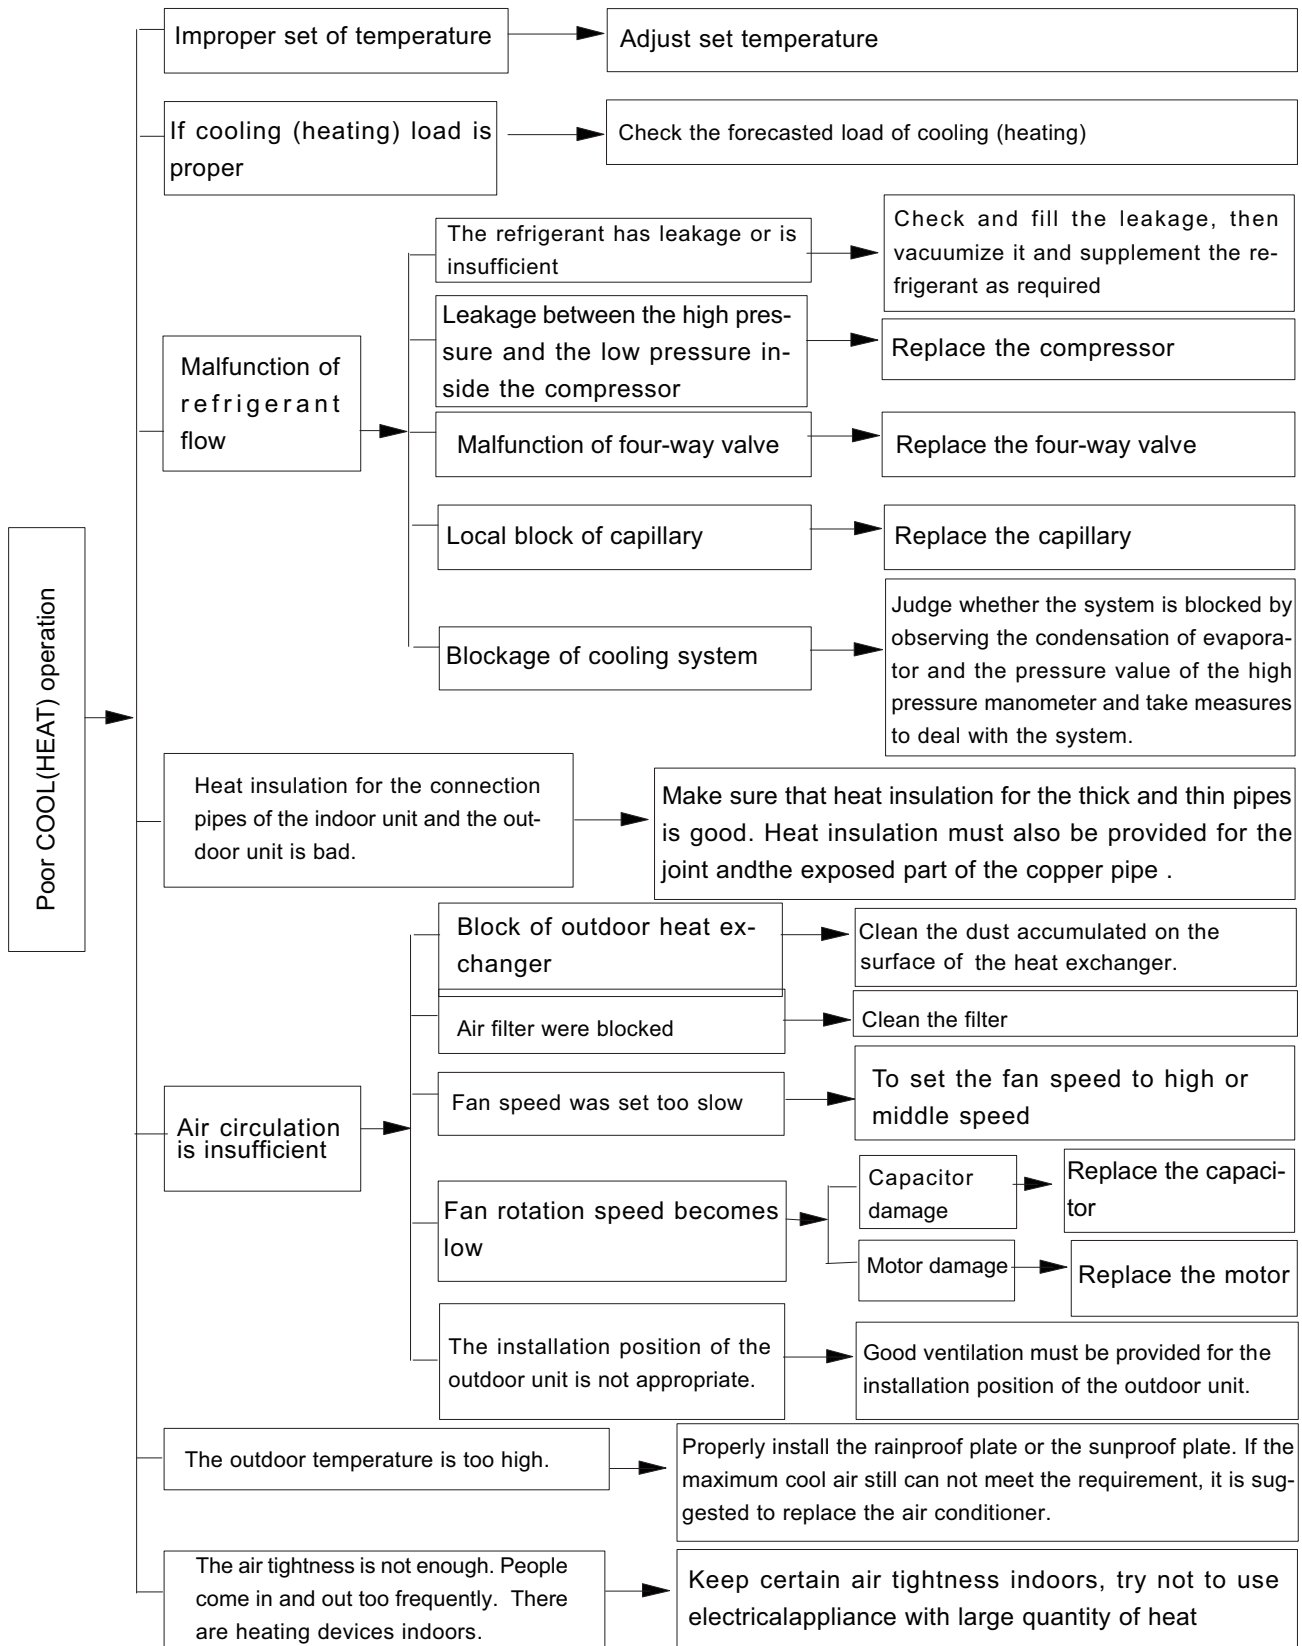 Improper set of temperature
Adjust set temperature
If cooling (heating) load is
proper
Check the forecasted load of cooling (heating)
Poor COOL(HEAT) operation
Malfunction of
refrigerant
flow
The refrigerant has leakage or is
insufficient
Check and fill the leakage, then
vacuumize it and supplement the re-
frigerant as required
Leakage between the high pres-
sure and the low pressure in-
side the compressor
Replace the compressor
Malfunction of four-way valve
Replace the four-way valve
Local block of capillary
Replace the capillary
Blockage of cooling system
Judge whether the system is blocked by
observing the condensation of evapora-
tor and the pressure value of the high
pressure manometer and take measures
to deal with the system.
Heat insulation for the connection
pipes of the indoor unit and the out-
door unit is bad.
Make sure that heat insulation for the thick and thin pipes
is good. Heat insulation must also be provided for the
joint andthe exposed part of the copper pipe .
Air circulation
is insufficient
Block of outdoor heat ex-
changer
Clean the dust accumulated on the
surface of the heat exchanger.
Air filter were blocked
Clean the filter
Fan speed was set too slow
To set the fan speed to high or
middle speed
Fan rotation speed becomes
low
Capacitor
damage
Replace the capaci-
tor
Motor damage
Replace the motor
The installation position of the
outdoor unit is not appropriate.
Good ventilation must be provided for the
installation position of the outdoor unit.
The outdoor temperature is too high.
Properly install the rainproof plate or the sunproof plate. If the
maximum cool air still can not meet the requirement, it is sug-
gested to replace the air conditioner.
The air tightness is not enough. People
come in and out too frequently. There
are heating devices indoors.
Keep certain air tightness indoors, try not to use
electricalappliance with large quantity of heat